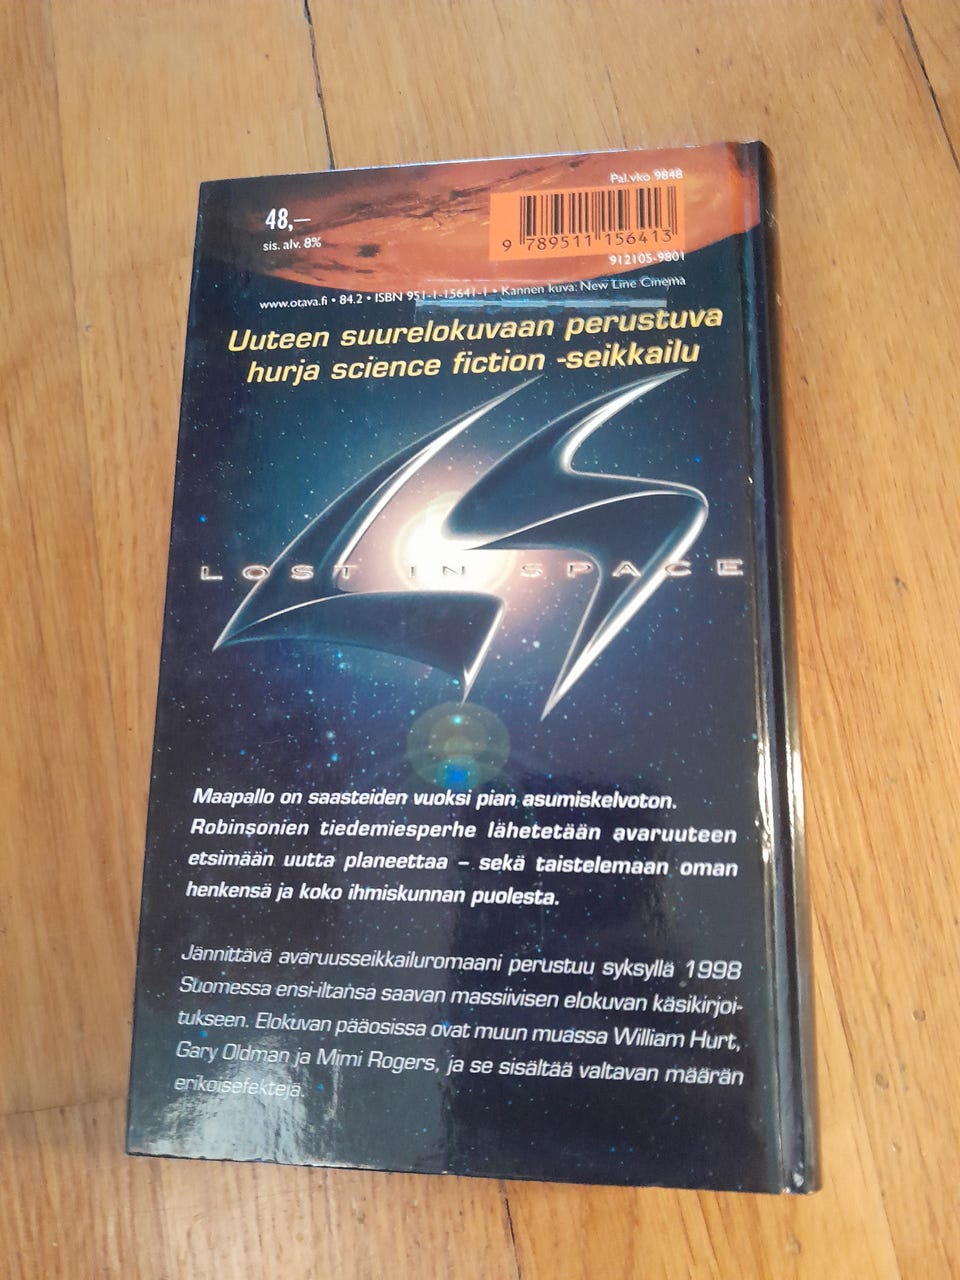 Pal.vko 9848
48,–
sis. alv. 8%
9 789511 156413
912105-9801
www.otava.fi • 84.2 • ISBN 951-1-15641-1 • Kannen kuva: New Line Cinema
Uuteen suurelokuvaan perustuva
hurja science fiction -seikkailu
LOST IN SPACE
Maapallo on saasteiden vuoksi pian asumiskelvoton.
Robinsonien tiedemiesperhe lähetetään avaruuteen
etsimään uutta planeettaa – sekä taistelemaan oman
henkensä ja koko ihmiskunnan puolesta.
Jännittävä avaruusseikkailuromaani perustuu syksyllä 1998
Suomessa ensi-iltansa saavan massiivisen elokuvan käsikirjoi-
tukseen. Elokuvan pääosissa ovat muun muassa William Hurt,
Gary Oldman ja Mimi Rogers, ja se sisältää valtavan määrän
erikoisefektejä.